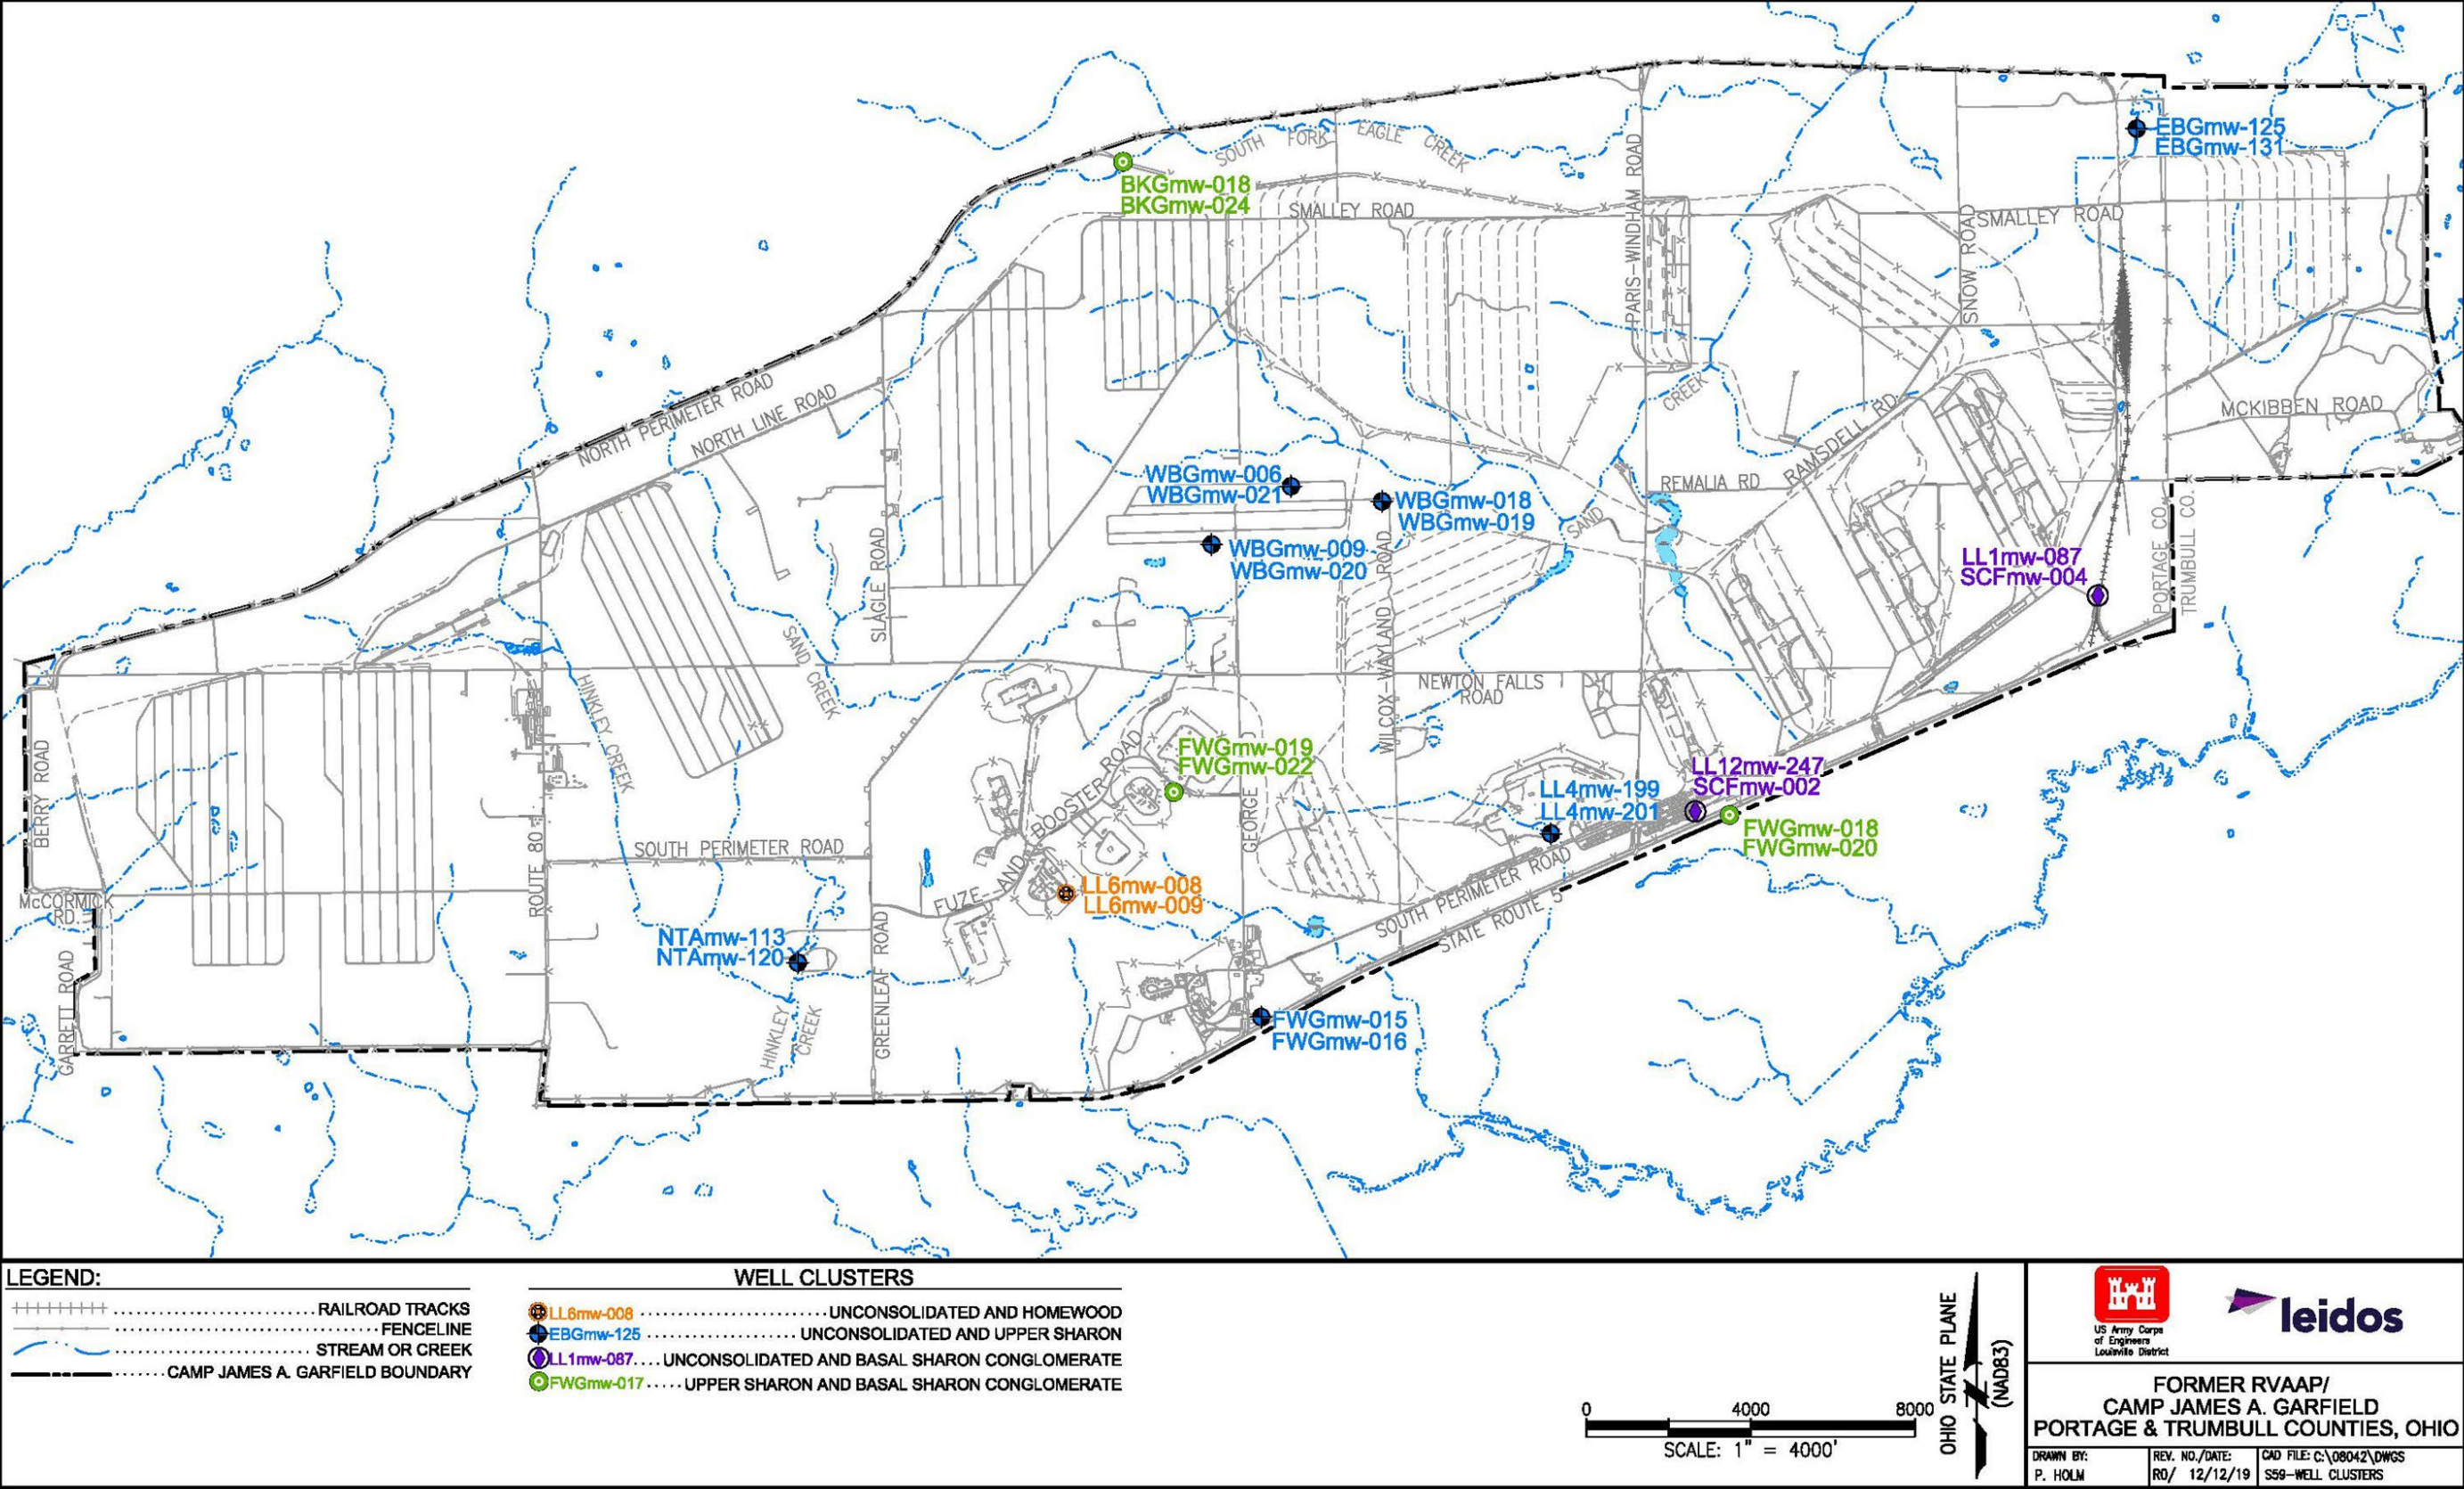 SOUTH FORK EAGLE CREEK
EBGmw-125
EBGmw-131
BKGmw-018
BKGmw-024
SMALLEY ROAD
PARIS-WINDHAM ROAD
SNOW ROAD
SMALLEY ROAD
NORTH PERIMETER ROAD
NORTH LINE ROAD
CREEK
RAMSDELL RD
MCKIBBEN ROAD
WBGmw-006
WBGmw-021
WBGmw-018
WBGmw-019
REMALIA RD
SAND
WBGmw-009
WBGmw-020
SLAGLE ROAD
WILCOX-WAYLAND ROAD
LL1mw-087
SCFmw-004
PORTAGE CO.
TRUMBULL CO.
SAND CREEK
HINKLEY CREEK
NEWTON FALLS
ROAD
BERRY ROAD
FWGmw-019
FWGmw-022
FUZE AND BOOSTER ROAD
GEORGE
LL12mw-247
SCFmw-002
LL4mw-199
LL4mw-201
FWGmw-018
FWGmw-020
ROUTE 80
SOUTH PERIMETER ROAD
LL6mw-008
LL6mw-009
McCORMICK
RD.
SOUTH PERIMETER ROAD
STATE ROUTE 5
NTAmw-113
NTAmw-120
GARRETT ROAD
HINKLEY
CREEK
GREENLEAF ROAD
FWGmw-015
FWGmw-016
LEGEND:
RAILROAD TRACKS
FENCELINE
STREAM OR CREEK
CAMP JAMES A. GARFIELD BOUNDARY
WELL CLUSTERS
LL6mw-008 UNCONSOLIDATED AND HOMEWOOD
EBGmw-125 UNCONSOLIDATED AND UPPER SHARON
LL1mw-087 UNCONSOLIDATED AND BASAL SHARON CONGLOMERATE
FWGmw-017 UPPER SHARON AND BASAL SHARON CONGLOMERATE
0 4000 8000
SCALE: 1" = 4000'
OHIO STATE PLANE
(NAD83)
US Army Corps
of Engineers
Louisville District
leidos
FORMER RVAAP/
CAMP JAMES A. GARFIELD
PORTAGE & TRUMBULL COUNTIES, OHIO
DRAWN BY:
P. HOLM
REV. NO./DATE:
R0/ 12/12/19
CAD FILE: C:\08042\DWGS
S59-WELL CLUSTERS